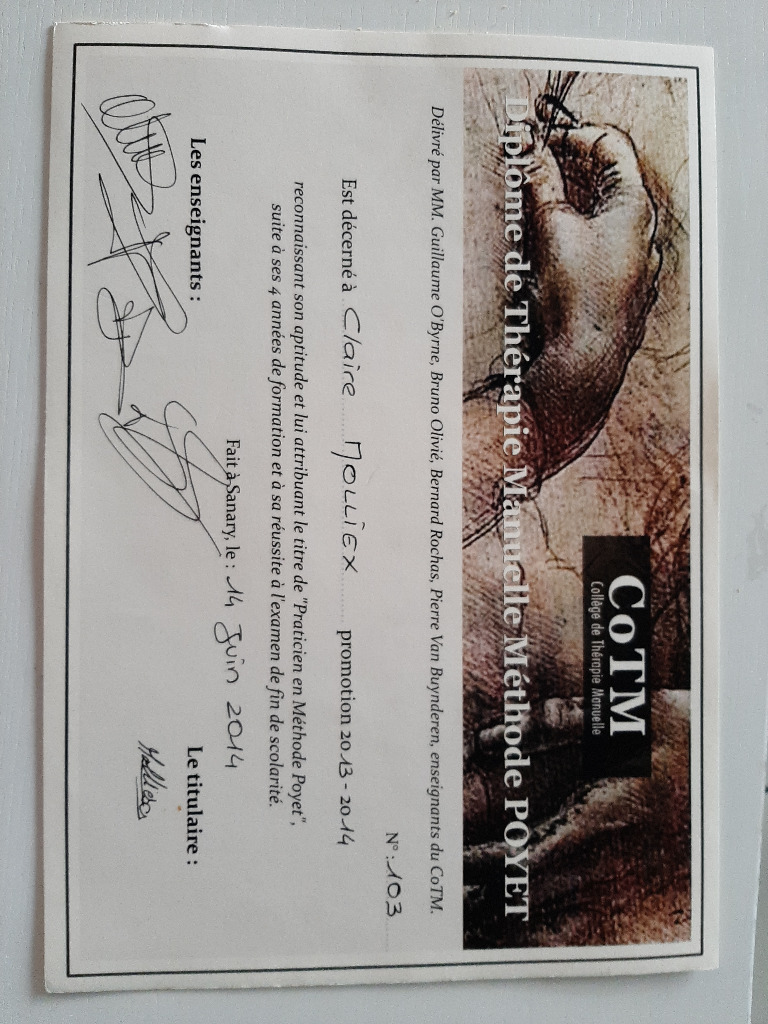 CoTM
Collège de Thérapie Manuelle
Diplôme de Thérapie Manuelle Méthode POYET
Délivré par MM. Guillaume O'Byrne, Bruno Olivié, Bernard Rochas, Pierre Van Buynderen, enseignants du CoTM.
N° : 103
Est décerné à Claire MOLLIEX promotion 2013 - 2014
reconnaissant son aptitude et lui attribuant le titre de "Praticien en Méthode Poyet",
suite à ses 4 années de formation et à sa réussite à l'examen de fin de scolarité.
Fait à Sanary, le : 14 Juin 2014
Les enseignants : Le titulaire :